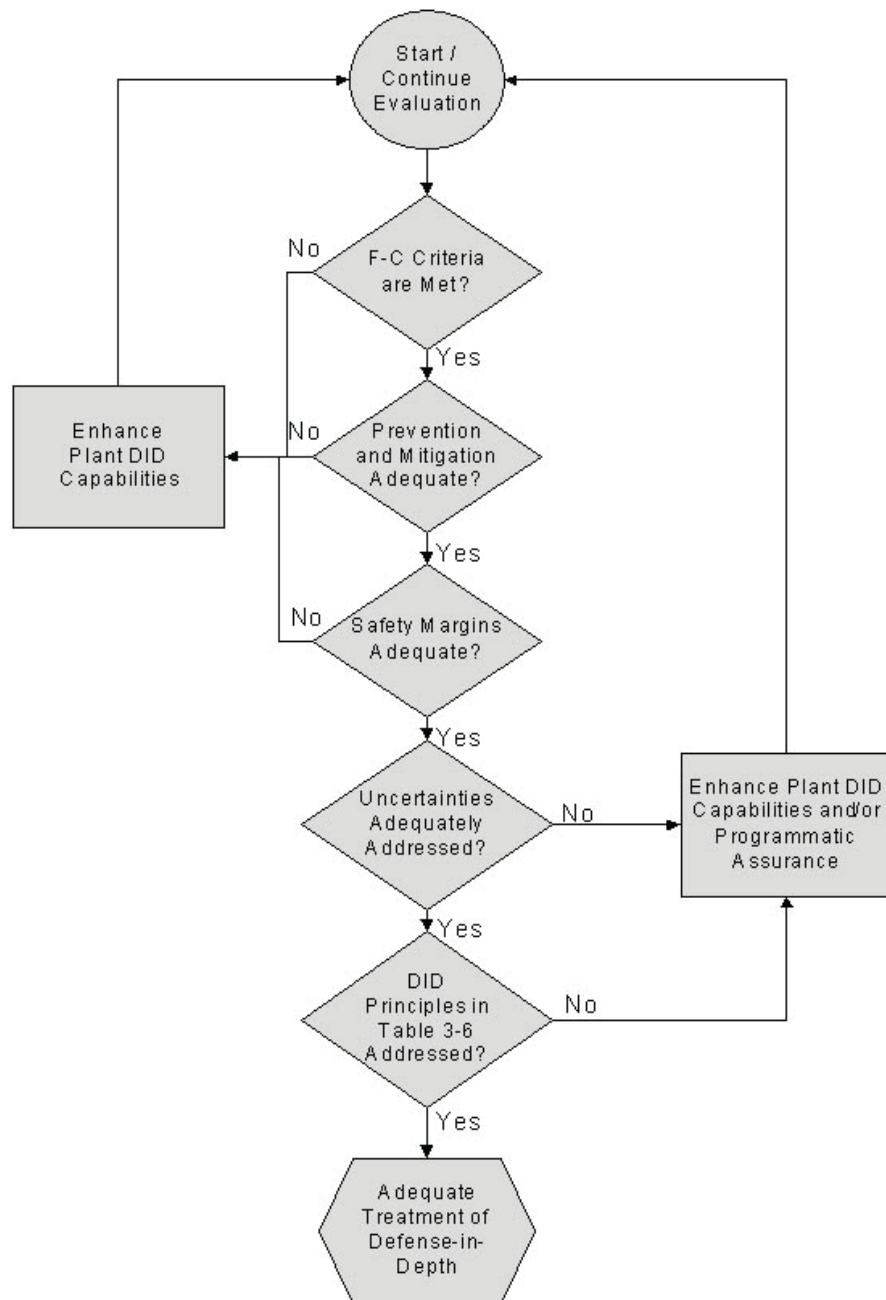 Start /
Continue
Evaluation
No
F-C Criteria
are Met?
Yes
Enhance
Plant DID
Capabilities
No
Prevention
and Mitigation
Adequate?
Yes
No
Safety Margins
Adequate?
Yes
Uncertainties
Adequately
Addressed?
No
Enhance Plant DID
Capabilities and/or
Programmatic
Assurance
Yes
DID
Principles in
Table 3-6
Addressed?
No
Yes
Adequate
Treatment of
Defense-in-
Depth